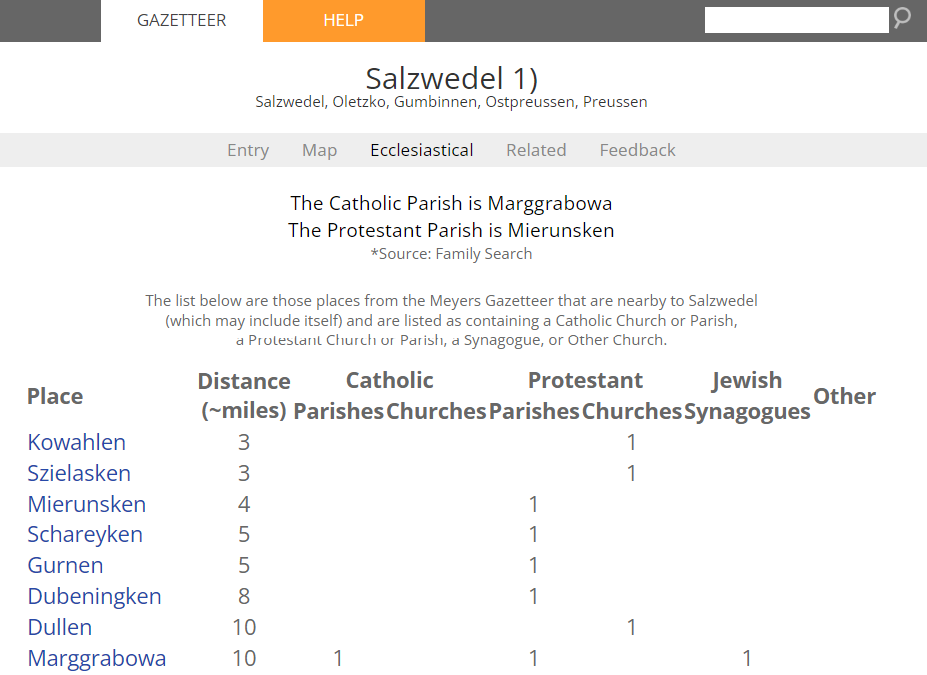 GAZETTEER HELP
Salzwedel 1)
Salzwedel, Oletzko, Gumbinnen, Ostpreussen, Preussen
Entry Map Ecclesiastical Related Feedback
The Catholic Parish is Marggrabowa
The Protestant Parish is Mierunsken
*Source: Family Search
The list below are those places from the Meyers Gazetteer that are nearby to Salzwedel
(which may include itself) and are listed as containing a Catholic Church or Parish,
a Protestant Church or Parish, a Synagogue, or Other Church.
Place Distance (~miles) Catholic Protestant Jewish Other
Parishes Churches Parishes Churches Synagogues
Kowahlen 3 1
Szielasken 3 1
Mierunsken 4 1
Schareyken 5 1
Gurnen 5 1
Dubeningken 8 1
Dullen 10 1
Marggrabowa 10 1 1 1